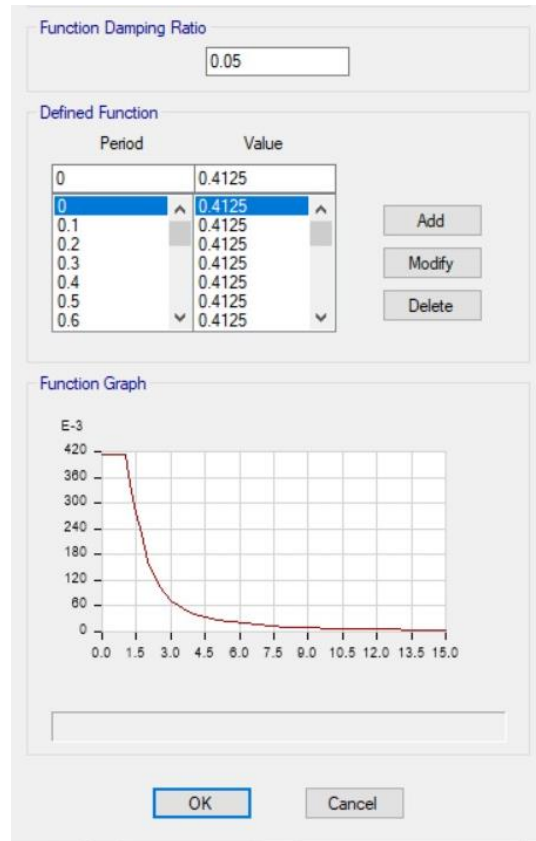 Function Damping Ratio
0.05
Defined Function
Period Value
0 0.4125
0 0.4125
0.1 0.4125
0.2 0.4125
0.3 0.4125
0.4 0.4125
0.5 0.4125
0.6 0.4125
Add
Modify
Delete
Function Graph
E-3
420
360
300
240
180
120
60
0
0.0 1.5 3.0 4.5 6.0 7.5 9.0 10.5 12.0 13.5 15.0
OK Cancel